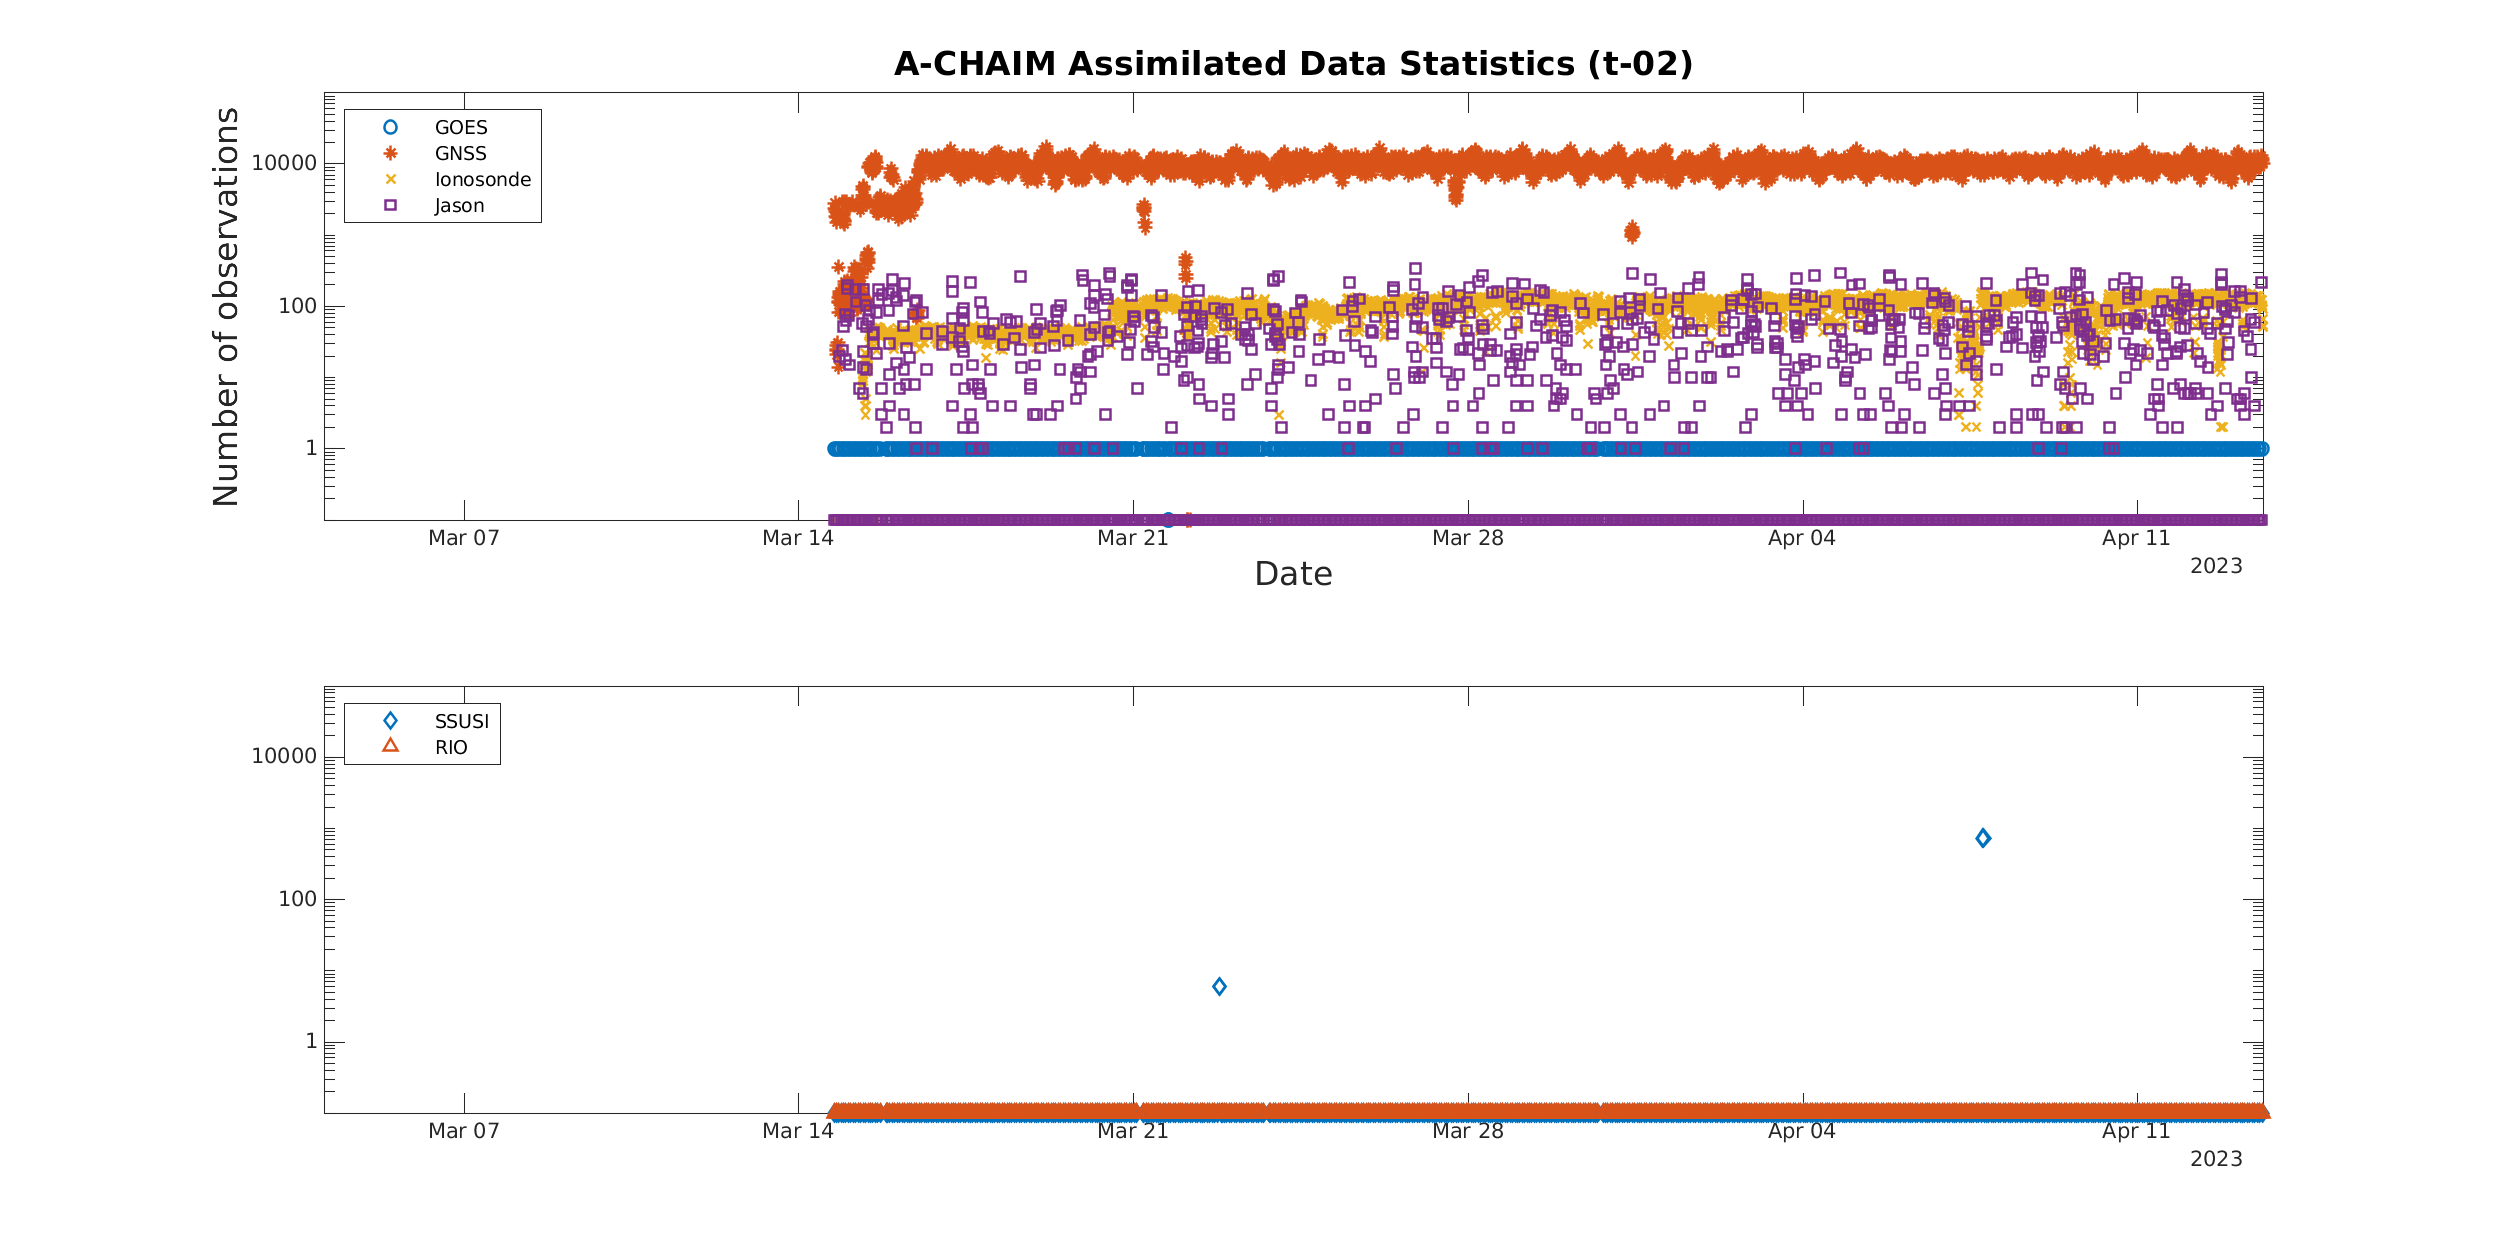 A-CHAIM Assimilated Data Statistics (t-02)
Number of observations
10000
100
1
GOES
GNSS
Ionosonde
Jason
Mar 07 Mar 14 Mar 21 Mar 28 Apr 04 Apr 11
2023
Date
10000
100
1
SSUSI
RIO
Mar 07 Mar 14 Mar 21 Mar 28 Apr 04 Apr 11
2023